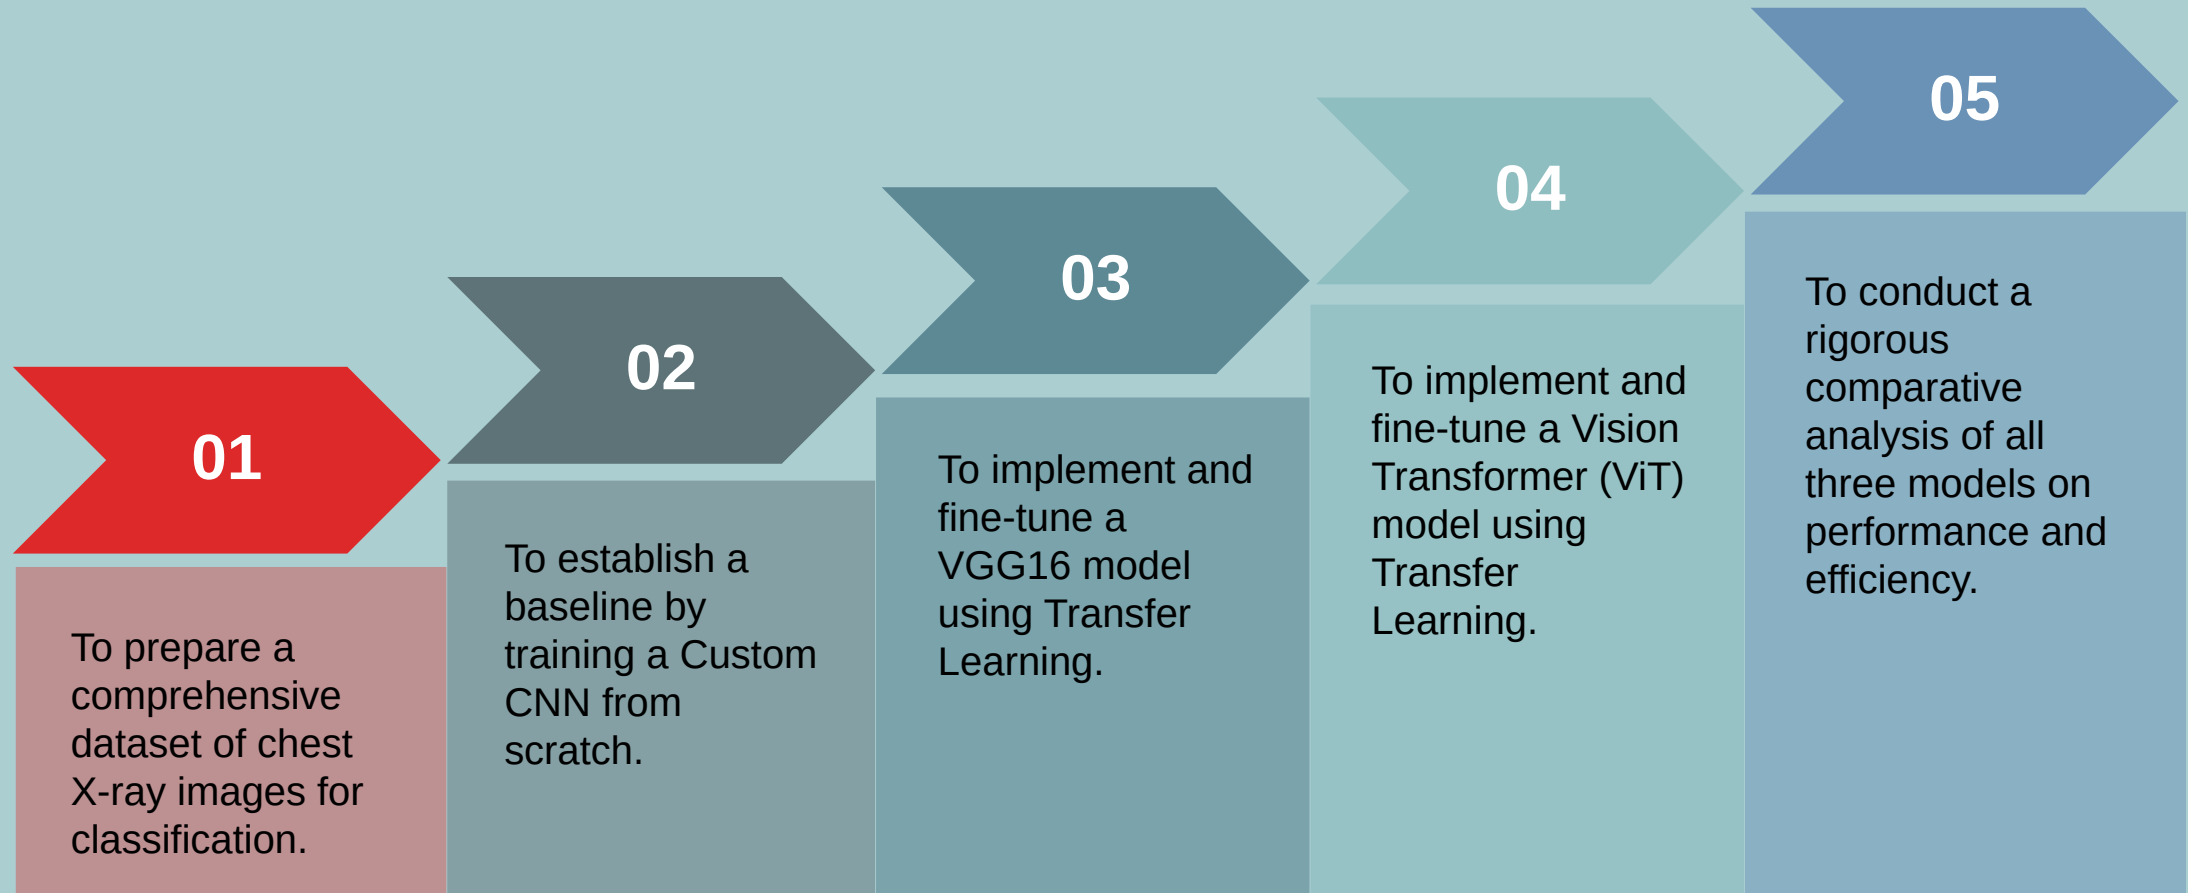 01
To prepare a
comprehensive
dataset of chest
X-ray images for
classification.
02
To establish a
baseline by
training a Custom
CNN from
scratch.
03
To implement and
fine-tune a
VGG16 model
using Transfer
Learning.
04
To implement and
fine-tune a Vision
Transformer (ViT)
model using
Transfer
Learning.
05
To conduct a
rigorous
comparative
analysis of all
three models on
performance and
efficiency.